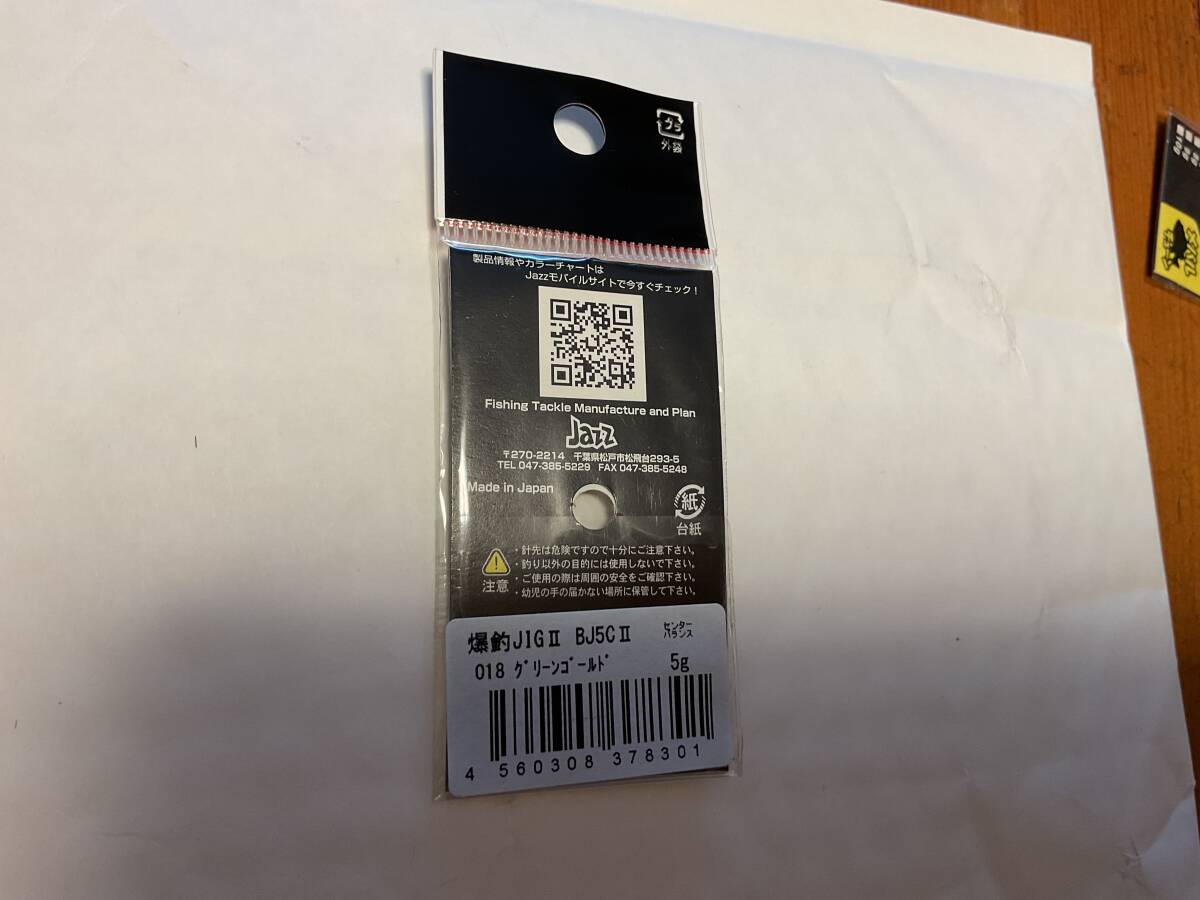 プラ
外袋
製品情報やカラーチャートは
Jazzモバイルサイトで今すぐチェック！
Fishing Tackle Manufacture and Plan
Jazz
〒270-2214 千葉県松戸市松飛台293-5
TEL 047-385-5229 FAX 047-385-5248
Made in Japan
紙
台紙
注意
・針先は危険ですので十分にご注意下さい。
・釣り以外の目的には使用しないで下さい。
・ご使用の際は周囲の安全をご確認下さい。
・幼児の手の届かない場所に保管して下さい。
爆釣JIGⅡ BJ5CⅡ センターバランス
018 グリーンゴールド 5g
4 560308 378301